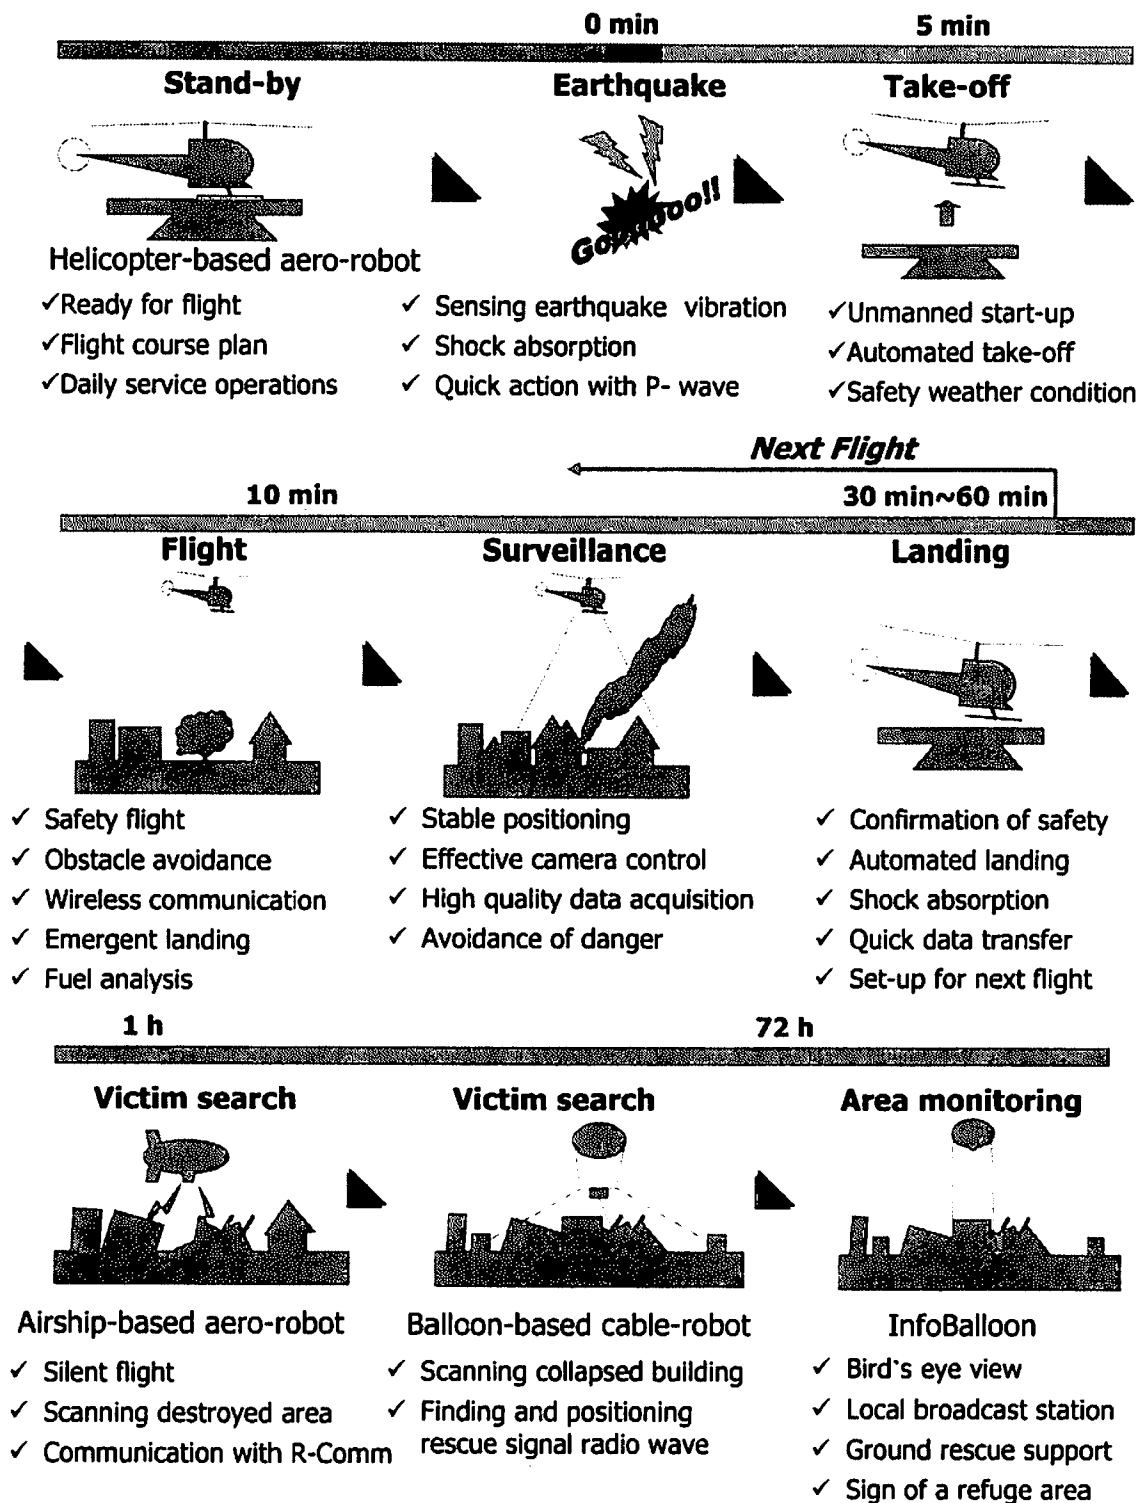 0 min 5 min
Stand-by Earthquake Take-off
Helicopter-based aero-robot
✓Ready for flight
✓Flight course plan
✓Daily service operations
✓ Sensing earthquake vibration
✓ Shock absorption
✓ Quick action with P- wave
✓Unmanned start-up
✓Automated take-off
✓Safety weather condition
Next Flight
10 min 30 min~60 min
Flight Surveillance Landing
✓ Safety flight
✓ Obstacle avoidance
✓ Wireless communication
✓ Emergent landing
✓ Fuel analysis
✓ Stable positioning
✓ Effective camera control
✓ High quality data acquisition
✓ Avoidance of danger
✓ Confirmation of safety
✓ Automated landing
✓ Shock absorption
✓ Quick data transfer
✓ Set-up for next flight
1 h 72 h
Victim search Victim search Area monitoring
Airship-based aero-robot
✓ Silent flight
✓ Scanning destroyed area
✓ Communication with R-Comm
Balloon-based cable-robot
✓ Scanning collapsed building
✓ Finding and positioning
rescue signal radio wave
InfoBalloon
✓ Bird's eye view
✓ Local broadcast station
✓ Ground rescue support
✓ Sign of a refuge area